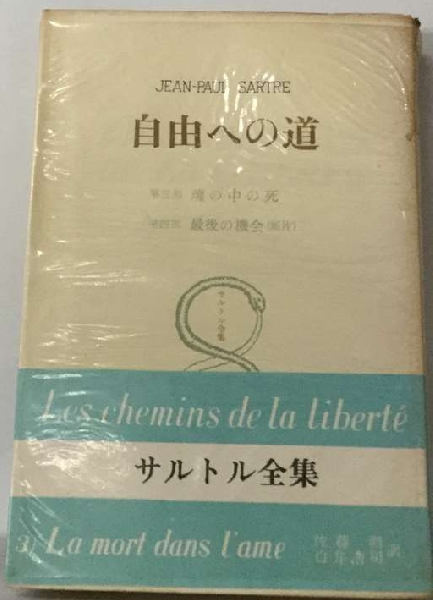 JEAN-PAUL SARTRE
自由への道
第三部 魂の中の死
第四部 最後の機会(断片)
サルトル全集
Les chemins de la liberté
サルトル全集
3/ La mort dans l'ame
佐藤 朔
白井浩司 訳